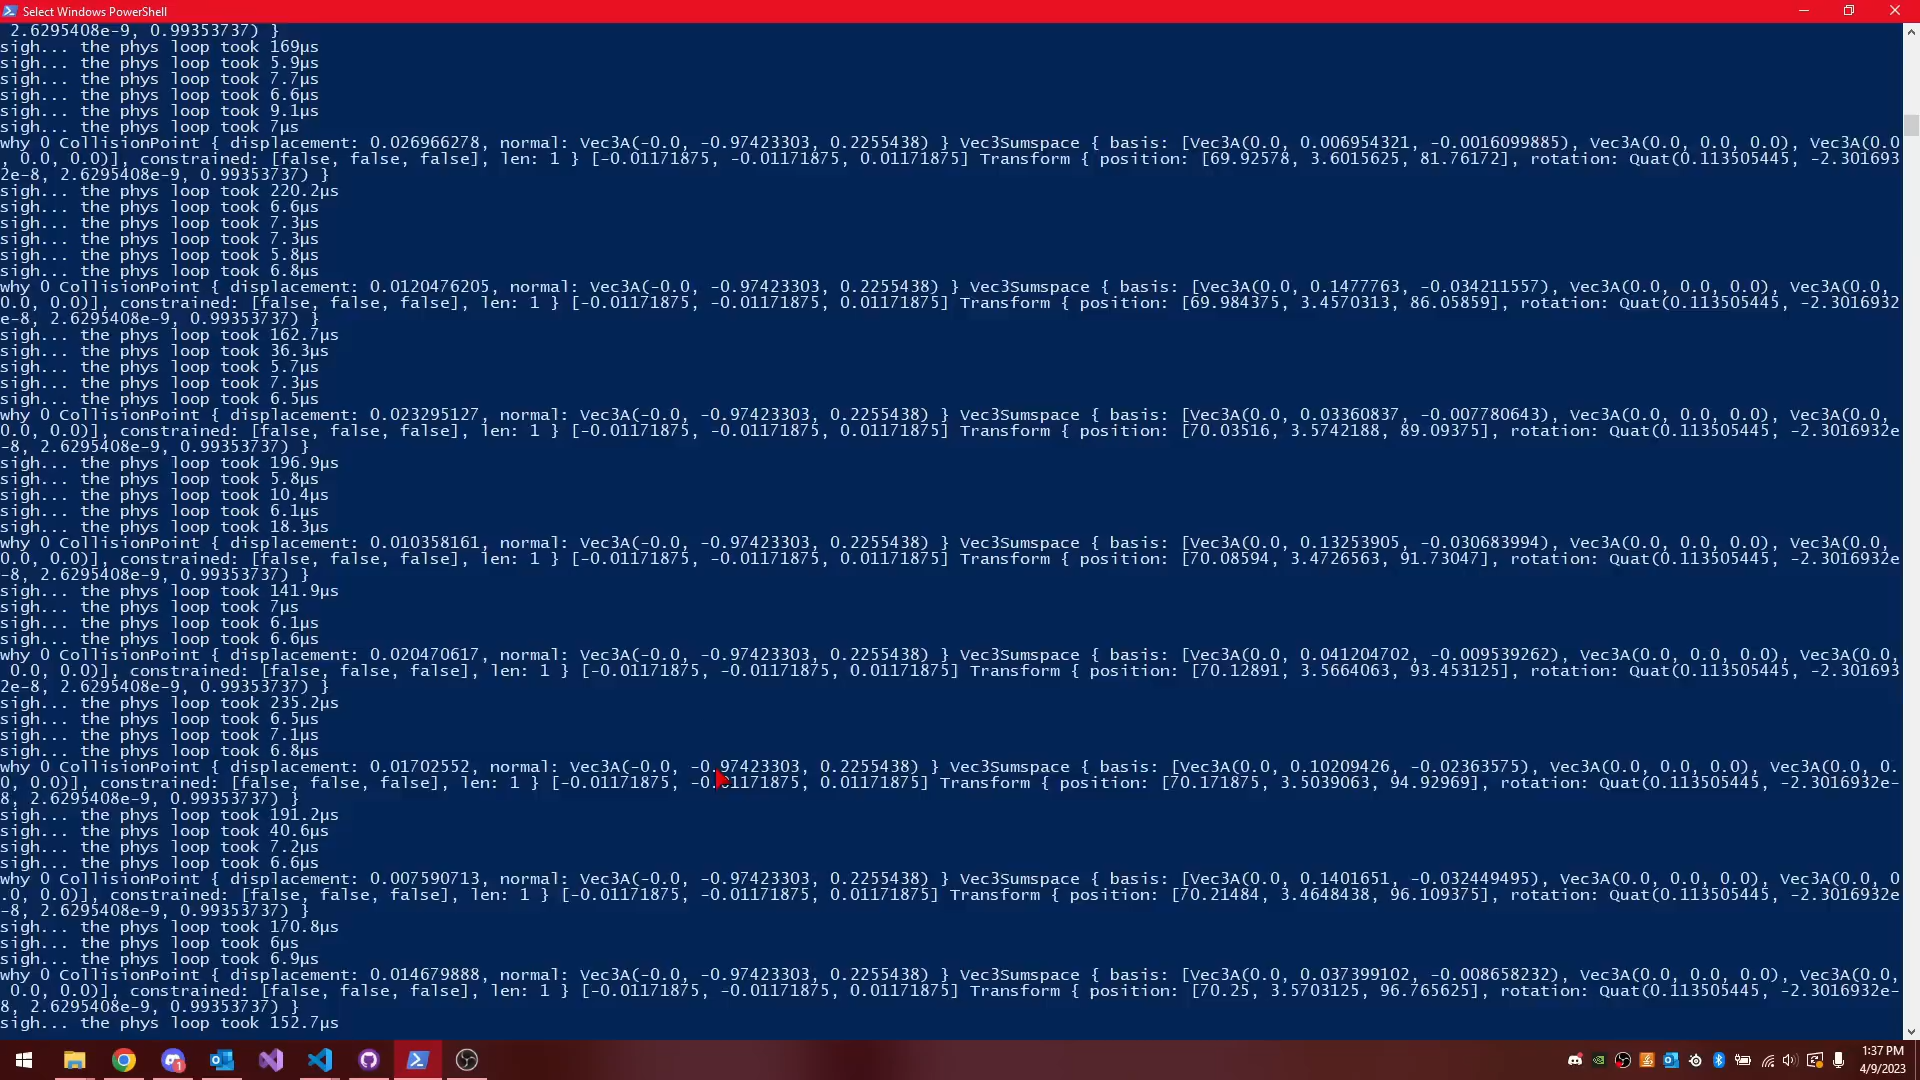 Select Windows PowerShell
2.6295408e-9, 0.99353737) }
sigh... the phys loop took 169µs
sigh... the phys loop took 5.9µs
sigh... the phys loop took 7.7µs
sigh... the phys loop took 6.6µs
sigh... the phys loop took 9.1µs
sigh... the phys loop took 7µs
why 0 CollisionPoint { displacement: 0.026966278, normal: Vec3A(-0.0, -0.97423303, 0.2255438) } Vec3Sumspace { basis: [Vec3A(0.0, 0.006954321, -0.0016099885), Vec3A(0.0, 0.0, 0.0), Vec3A(0.0
, 0.0, 0.0)], constrained: [false, false, false], len: 1 } [-0.01171875, -0.01171875, 0.01171875] Transform { position: [69.92578, 3.6015625, 81.76172], rotation: Quat(0.113505445, -2.301693
2e-8, 2.6295408e-9, 0.99353737) }
sigh... the phys loop took 220.2µs
sigh... the phys loop took 6.6µs
sigh... the phys loop took 7.3µs
sigh... the phys loop took 7.3µs
sigh... the phys loop took 5.8µs
sigh... the phys loop took 6.8µs
why 0 CollisionPoint { displacement: 0.0120476205, normal: Vec3A(-0.0, -0.97423303, 0.2255438) } Vec3Sumspace { basis: [Vec3A(0.0, 0.1477763, -0.034211557), Vec3A(0.0, 0.0, 0.0), Vec3A(0.0,
0.0, 0.0)], constrained: [false, false, false], len: 1 } [-0.01171875, -0.01171875, 0.01171875] Transform { position: [69.984375, 3.4570313, 86.05859], rotation: Quat(0.113505445, -2.3016932
e-8, 2.6295408e-9, 0.99353737) }
sigh... the phys loop took 162.7µs
sigh... the phys loop took 36.3µs
sigh... the phys loop took 5.7µs
sigh... the phys loop took 7.3µs
sigh... the phys loop took 6.5µs
why 0 CollisionPoint { displacement: 0.023295127, normal: Vec3A(-0.0, -0.97423303, 0.2255438) } Vec3Sumspace { basis: [Vec3A(0.0, 0.03360837, -0.007780643), Vec3A(0.0, 0.0, 0.0), Vec3A(0.0,
0.0, 0.0)], constrained: [false, false, false], len: 1 } [-0.01171875, -0.01171875, 0.01171875] Transform { position: [70.03516, 3.5742188, 89.09375], rotation: Quat(0.113505445, -2.3016932e
-8, 2.6295408e-9, 0.99353737) }
sigh... the phys loop took 196.9µs
sigh... the phys loop took 5.8µs
sigh... the phys loop took 10.4µs
sigh... the phys loop took 6.1µs
sigh... the phys loop took 18.3µs
why 0 CollisionPoint { displacement: 0.010358161, normal: Vec3A(-0.0, -0.97423303, 0.2255438) } Vec3Sumspace { basis: [Vec3A(0.0, 0.13253905, -0.030683994), Vec3A(0.0, 0.0, 0.0), Vec3A(0.0,
0.0, 0.0)], constrained: [false, false, false], len: 1 } [-0.01171875, -0.01171875, 0.01171875] Transform { position: [70.08594, 3.4726563, 91.73047], rotation: Quat(0.113505445, -2.3016932e
-8, 2.6295408e-9, 0.99353737) }
sigh... the phys loop took 141.9µs
sigh... the phys loop took 7µs
sigh... the phys loop took 6.1µs
sigh... the phys loop took 6.6µs
why 0 CollisionPoint { displacement: 0.020470617, normal: Vec3A(-0.0, -0.97423303, 0.2255438) } Vec3Sumspace { basis: [Vec3A(0.0, 0.041204702, -0.009539262), Vec3A(0.0, 0.0, 0.0), Vec3A(0.0,
0.0, 0.0)], constrained: [false, false, false], len: 1 } [-0.01171875, -0.01171875, 0.01171875] Transform { position: [70.12891, 3.5664063, 93.453125], rotation: Quat(0.113505445, -2.301693
2e-8, 2.6295408e-9, 0.99353737) }
sigh... the phys loop took 235.2µs
sigh... the phys loop took 6.5µs
sigh... the phys loop took 7.1µs
sigh... the phys loop took 6.8µs
why 0 CollisionPoint { displacement: 0.01702552, normal: Vec3A(-0.0, -0.97423303, 0.2255438) } Vec3Sumspace { basis: [Vec3A(0.0, 0.10209426, -0.02363575), Vec3A(0.0, 0.0, 0.0), Vec3A(0.0, 0.
0, 0.0)], constrained: [false, false, false], len: 1 } [-0.01171875, -0.01171875, 0.01171875] Transform { position: [70.171875, 3.5039063, 94.92969], rotation: Quat(0.113505445, -2.3016932e-
8, 2.6295408e-9, 0.99353737) }
sigh... the phys loop took 191.2µs
sigh... the phys loop took 40.6µs
sigh... the phys loop took 7.2µs
sigh... the phys loop took 6.6µs
why 0 CollisionPoint { displacement: 0.007590713, normal: Vec3A(-0.0, -0.97423303, 0.2255438) } Vec3Sumspace { basis: [Vec3A(0.0, 0.1401651, -0.032449495), Vec3A(0.0, 0.0, 0.0), Vec3A(0.0, 0
.0, 0.0)], constrained: [false, false, false], len: 1 } [-0.01171875, -0.01171875, 0.01171875] Transform { position: [70.21484, 3.4648438, 96.109375], rotation: Quat(0.113505445, -2.3016932e
-8, 2.6295408e-9, 0.99353737) }
sigh... the phys loop took 170.8µs
sigh... the phys loop took 6µs
sigh... the phys loop took 6.9µs
why 0 CollisionPoint { displacement: 0.014679888, normal: Vec3A(-0.0, -0.97423303, 0.2255438) } Vec3Sumspace { basis: [Vec3A(0.0, 0.037399102, -0.008658232), Vec3A(0.0, 0.0, 0.0), Vec3A(0.0,
0.0, 0.0)], constrained: [false, false, false], len: 1 } [-0.01171875, -0.01171875, 0.01171875] Transform { position: [70.25, 3.5703125, 96.765625], rotation: Quat(0.113505445, -2.3016932e-
8, 2.6295408e-9, 0.99353737) }
sigh... the phys loop took 152.7µs
1:37 PM
4/9/2023